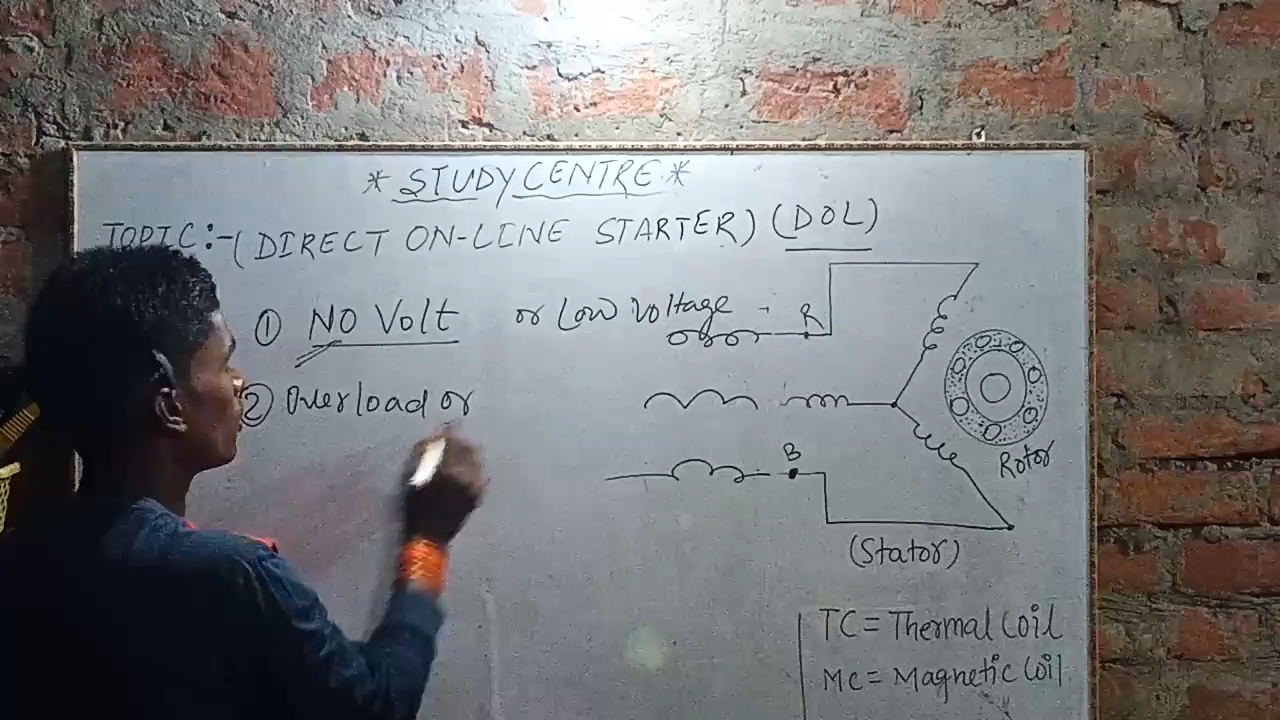 * STUDY CENTRE *
TOPIC:- (DIRECT ON-LINE STARTER) (DOL)
① NO Volt or Low Voltage
R
② Overload or
B
Rotor
(Stator)
TC = Thermal Coil
MC = Magnetic Coil